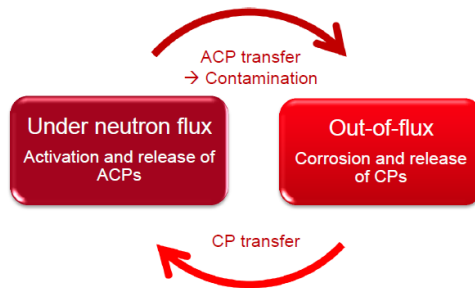 ACP transfer
→ Contamination
Under neutron flux
Activation and release of
ACPs
Out-of-flux
Corrosion and release
of CPs
CP transfer